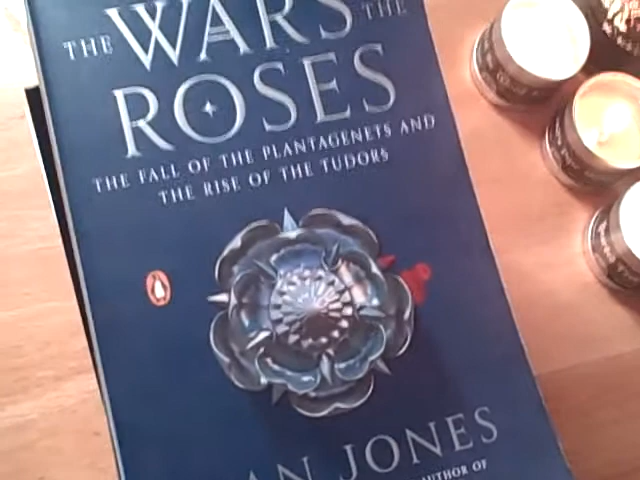 THE WARS OF THE
ROSES
THE FALL OF THE PLANTAGENETS AND
THE RISE OF THE TUDORS
AN JONES
AUTHOR OF